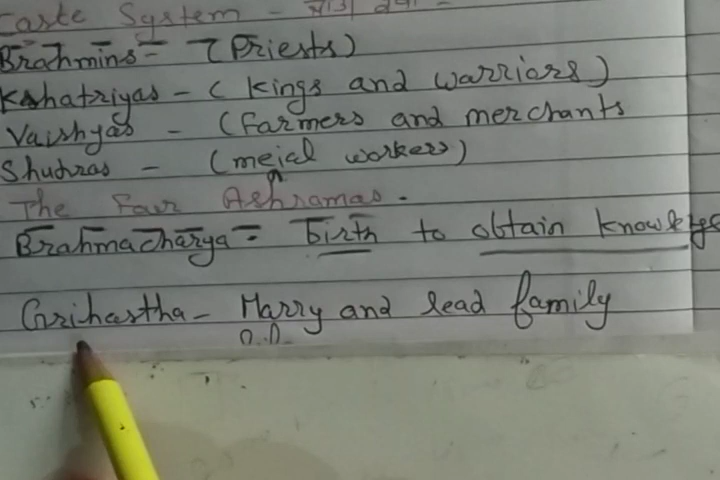 Caste System -
Brahmins - (Priests)
Kshatriyas - (kings and warriors)
Vaishyas - (farmers and merchants
Shudras - (meial workers)
The Four Ashramas.
Brahmacharya - birth to obtain knowledge
Grihastha - Marry and lead family